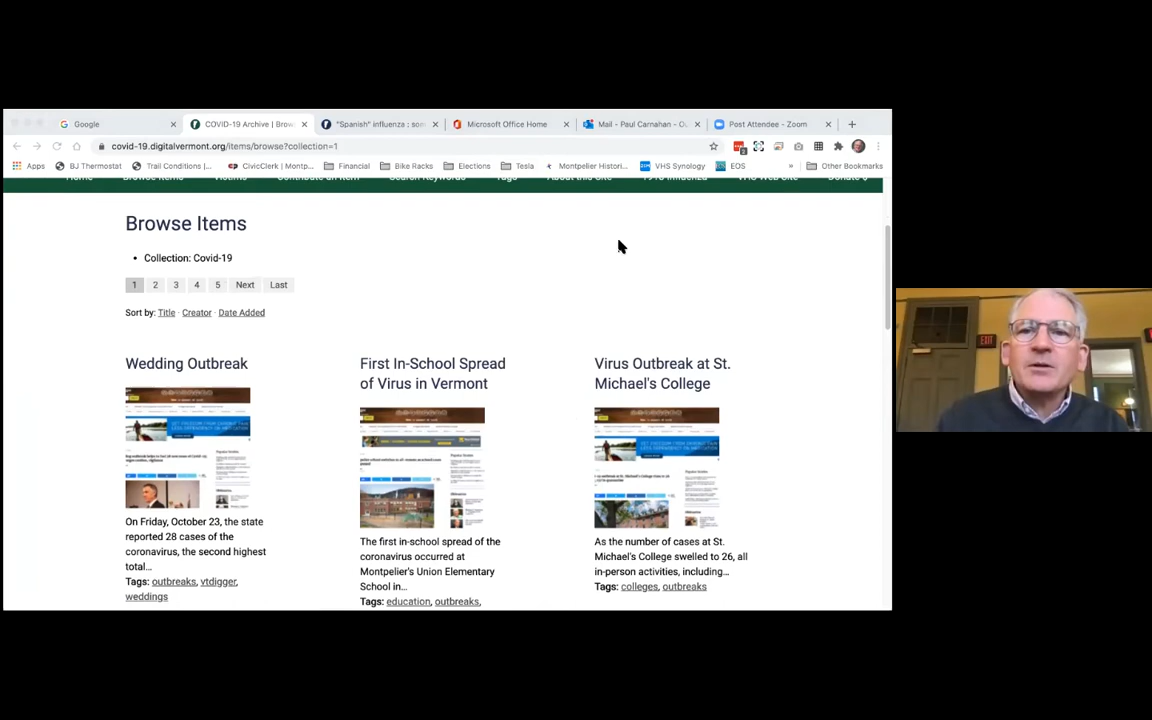 Google
COVID-19 Archive | Brow
"Spanish" influenza : som
Microsoft Office Home
Mail - Paul Carnahan - Ou
Post Attendee - Zoom
covid-19.digitalvermont.org/items/browse?collection=1
Apps BJ Thermostat Trail Conditions |... CivicClerk | Montp... Financial Bike Racks Elections Tesla Montpelier Histori... VHS Synology EOS » Other Bookmarks
Browse Items
• Collection: Covid-19
1 2 3 4 5 Next Last
Sort by: Title · Creator · Date Added
Wedding Outbreak
On Friday, October 23, the state
reported 28 cases of the
coronavirus, the second highest
total...
Tags: outbreaks, vtdigger,
weddings
First In-School Spread
of Virus in Vermont
The first in-school spread of the
coronavirus occurred at
Montpelier's Union Elementary
School in...
Tags: education, outbreaks,
Virus Outbreak at St.
Michael's College
As the number of cases at St.
Michael's College swelled to 26, all
in-person activities, including...
Tags: colleges, outbreaks
EXIT